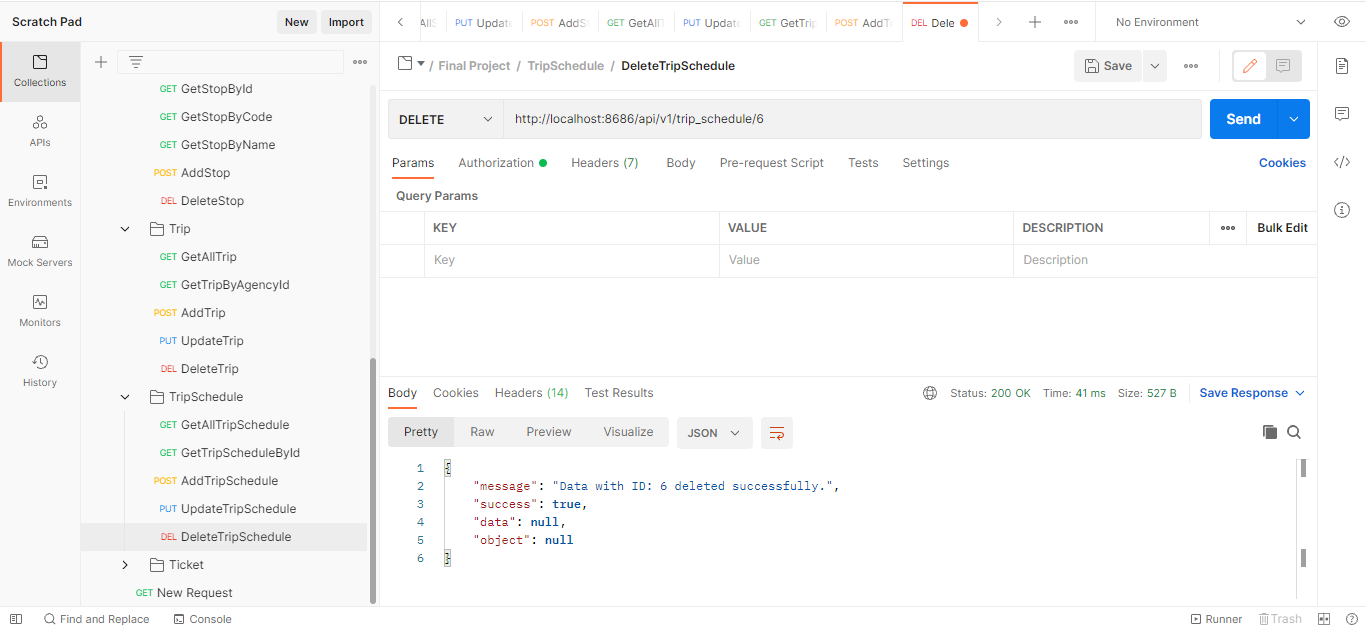 Scratch Pad
New
Import
PUT Update
POST AddS
GET GetAllT
PUT Update
GET GetTrip
POST AddT
DEL Dele
No Environment
Collections
APIs
Environments
Mock Servers
Monitors
History
GET GetStopById
GET GetStopByCode
GET GetStopByName
POST AddStop
DEL DeleteStop
Trip
GET GetAllTrip
GET GetTripByAgencyId
POST AddTrip
PUT UpdateTrip
DEL DeleteTrip
TripSchedule
GET GetAllTripSchedule
GET GetTripScheduleById
POST AddTripSchedule
PUT UpdateTripSchedule
DEL DeleteTripSchedule
Ticket
GET New Request
/ Final Project / TripSchedule / DeleteTripSchedule
Save
DELETE
http://localhost:8686/api/v1/trip_schedule/6
Send
Params
Authorization
Headers (7)
Body
Pre-request Script
Tests
Settings
Cookies
Query Params
KEY
VALUE
DESCRIPTION
Bulk Edit
Key
Value
Description
Body
Cookies
Headers (14)
Test Results
Status: 200 OK
Time: 41 ms
Size: 527 B
Save Response
Pretty
Raw
Preview
Visualize
JSON
1 {
2 "message": "Data with ID: 6 deleted successfully.",
3 "success": true,
4 "data": null,
5 "object": null
6 }
Find and Replace
Console
Runner
Trash